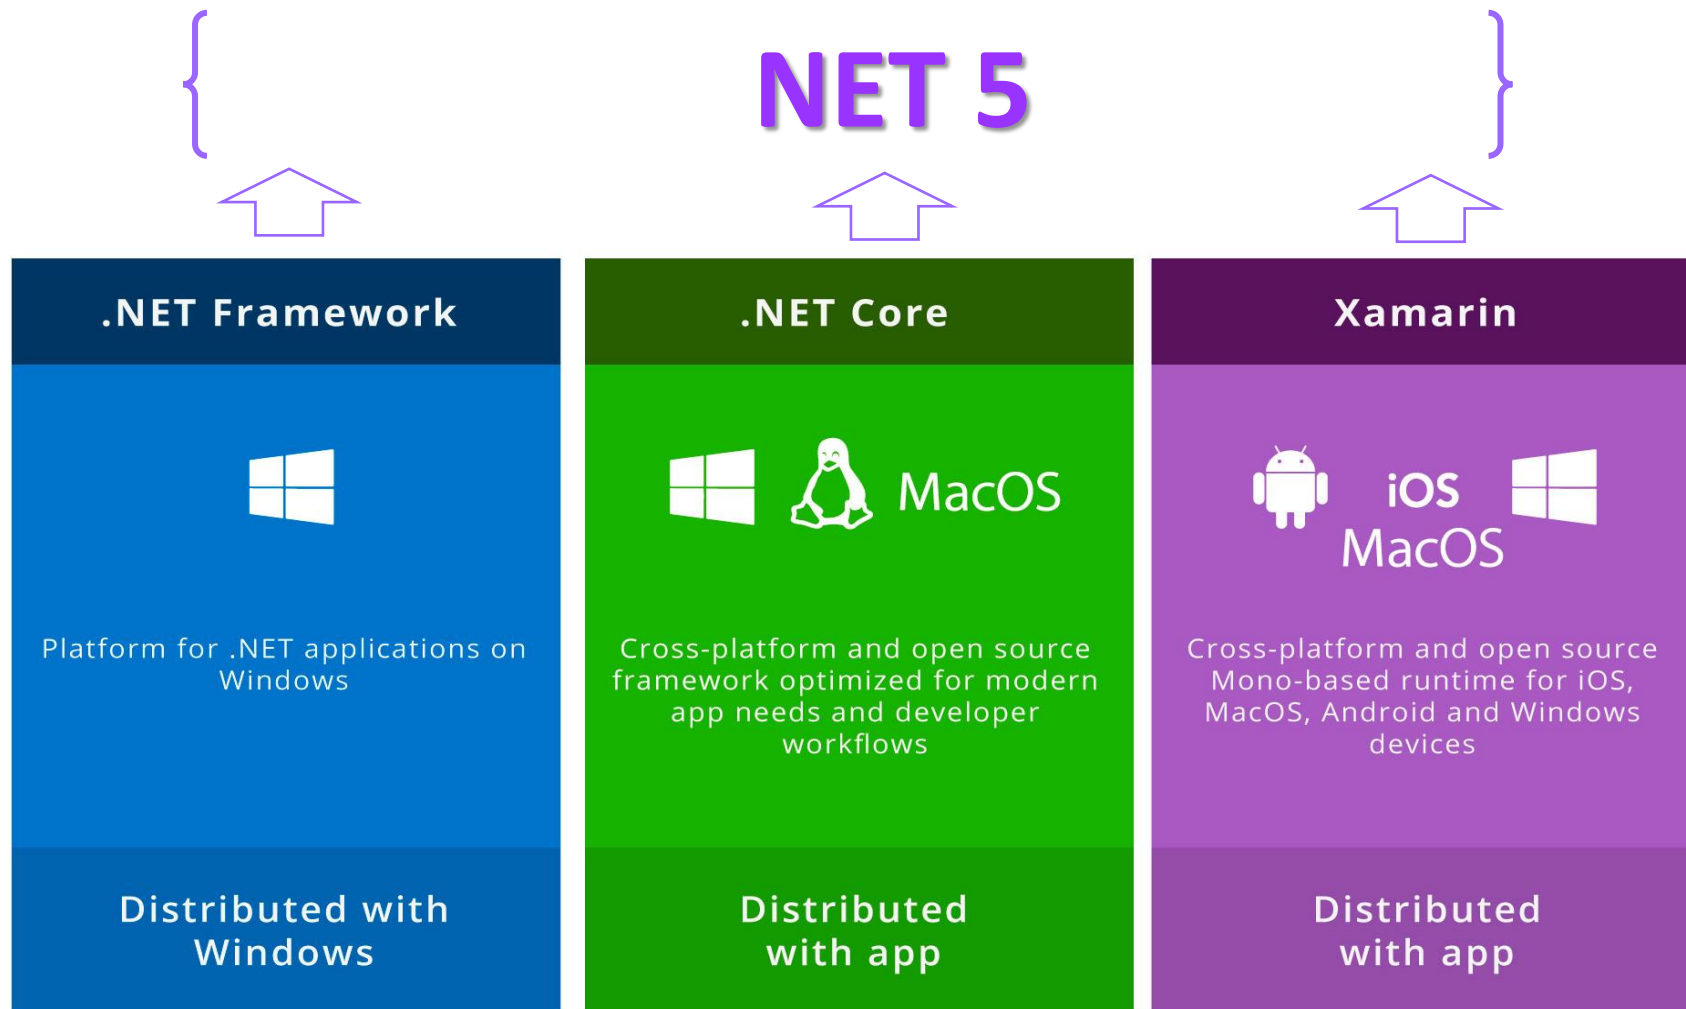 NET 5
.NET Framework
Platform for .NET applications on
Windows
Distributed with
Windows
.NET Core
MacOS
Cross-platform and open source
framework optimized for modern
app needs and developer
workflows
Distributed
with app
Xamarin
iOS
MacOS
Cross-platform and open source
Mono-based runtime for iOS,
MacOS, Android and Windows
devices
Distributed
with app